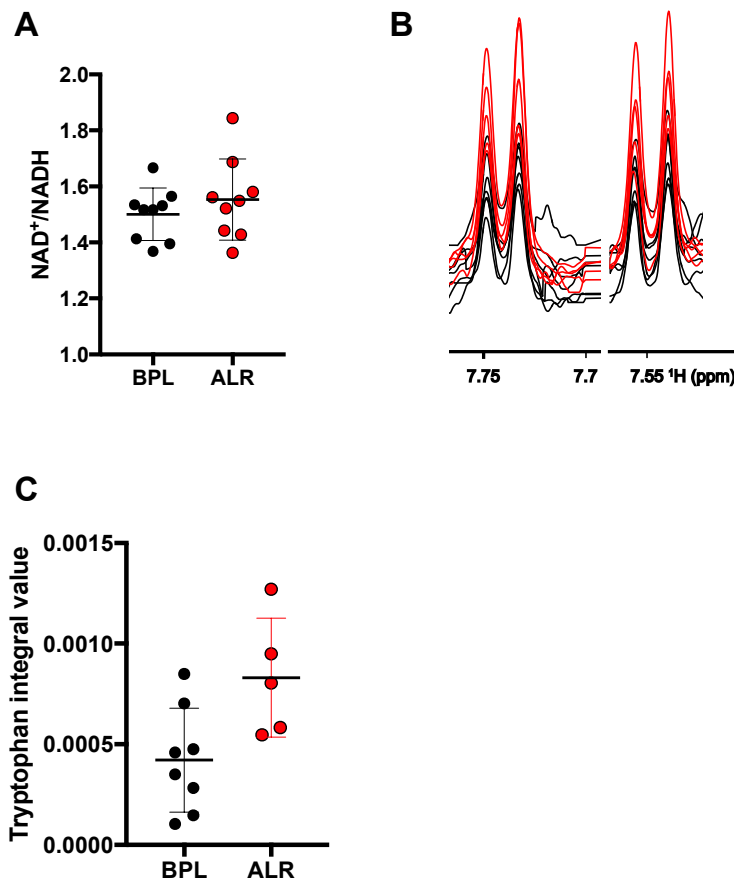 A
NAD⁺/NADH
2.0
1.8
1.6
1.4
1.2
1.0
BPL
ALR
B
7.75
7.7
7.55 ¹H (ppm)
C
Tryptophan integral value
0.0015
0.0010
0.0005
0.0000
BPL
ALR